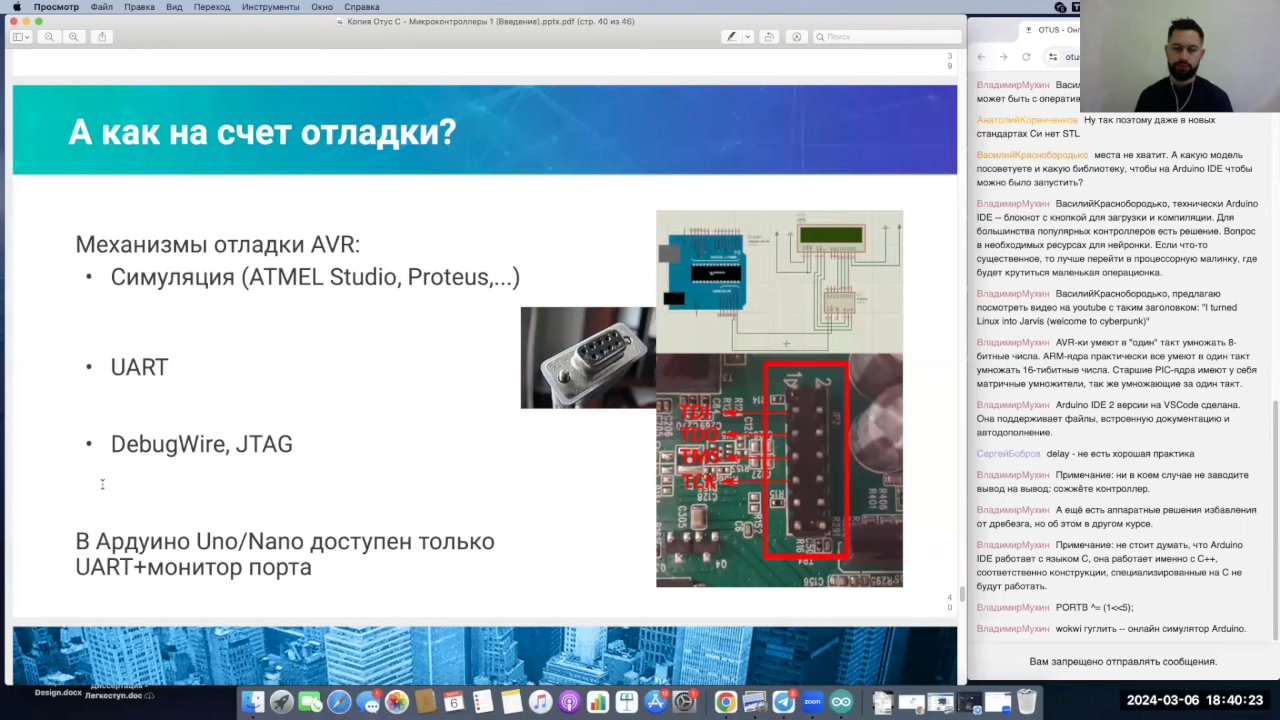 Просмотр Файл Правка Вид Переход Инструменты Окно Справка
Копия Отус С - Микроконтроллеры 1 (Введение).pptx.pdf (стр. 40 из 46)
Поиск
3
9
А как на счет отладки?
Механизмы отладки AVR:
• Симуляция (ATMEL Studio, Proteus,...)
• UART
• DebugWire, JTAG
В Ардуино Uno/Nano доступен только
UART+монитор порта
TDI
TDO
TMS
TCK
4
0
Design.docx
Диссертация
Легкоступ.doc
OTUS - Онл
otus
ВладимирМухин Васил
может быть с оператив
АнатолийКоренченков Ну так поэтому даже в новых
стандартах Си нет STL
ВасилийКраснобородько места не хватит. А какую модель
посоветуете и какую библиотеку, чтобы на Arduino IDE чтобы
можно было запустить?
ВладимирМухин ВасилийКраснобородько, технически Arduino
IDE -- блокнот с кнопкой для загрузки и компиляции. Для
большинства популярных контроллеров есть решение. Вопрос
в необходимых ресурсах для нейронки. Если что-то
существенное, то лучше перейти в процессорную малинку, где
будет крутиться маленькая операционка.
ВладимирМухин ВасилийКраснобородько, предлагаю
посмотреть видео на youtube с таким заголовком: "I turned
Linux into Jarvis (welcome to cyberpunk)"
ВладимирМухин AVR-ки умеют в "один" такт умножать 8-
битные числа. ARM-ядра практически все умеют в один такт
умножать 16-тибитные числа. Старшие PIC-ядра имеют у себя
матричные умножители, так же умножающие за один такт.
ВладимирМухин Arduino IDE 2 версии на VSCode сделана.
Она поддерживает файлы, встроенную документацию и
автодополнение.
СергейБобров delay - не есть хорошая практика
ВладимирМухин Примечание: ни в коем случае не заводите
вывод на вывод: сожжёте контроллер.
ВладимирМухин А ещё есть аппаратные решения избавления
от дребезга, но об этом в другом курсе.
ВладимирМухин Примечание: не стоит думать, что Arduino
IDE работает с языком C, она работает именно с C++,
соответственно конструкции, специализированные на C не
будут работать.
ВладимирМухин PORTB ^= (1<<5);
ВладимирМухин wokwi гуглить -- онлайн симулятор Arduino.
Вам запрещено отправлять сообщения.
zoom
2024-03-06 18:40:23